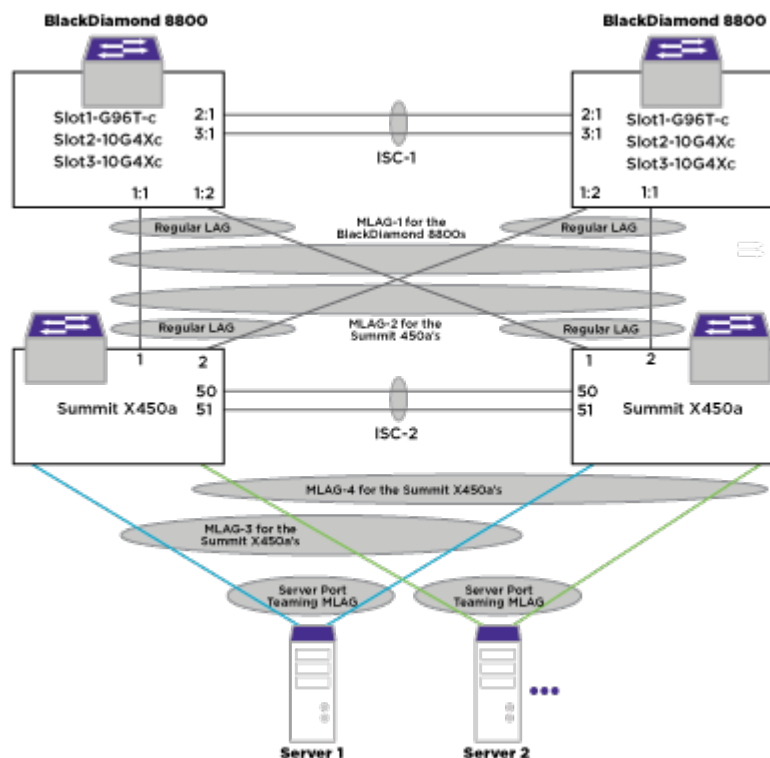 BlackDiamond 8800
BlackDiamond 8800
Slot1-G96T-c
Slot2-10G4Xc
Slot3-10G4Xc
2:1
3:1
1:1
1:2
ISC-1
2:1
3:1
Slot1-G96T-c
Slot2-10G4Xc
Slot3-10G4Xc
1:2
1:1
Regular LAG
MLAG-1 for the
BlackDiamond 8800s
Regular LAG
Regular LAG
MLAG-2 for the
Summit 450a's
Regular LAG
1
2
50
51
Summit X450a
ISC-2
1
2
50
51
Summit X450a
MLAG-4 for the Summit X450a's
MLAG-3 for the
Summit X450a's
Server Port
Teaming MLAG
Server Port
Teaming MLAG
Server 1
Server 2